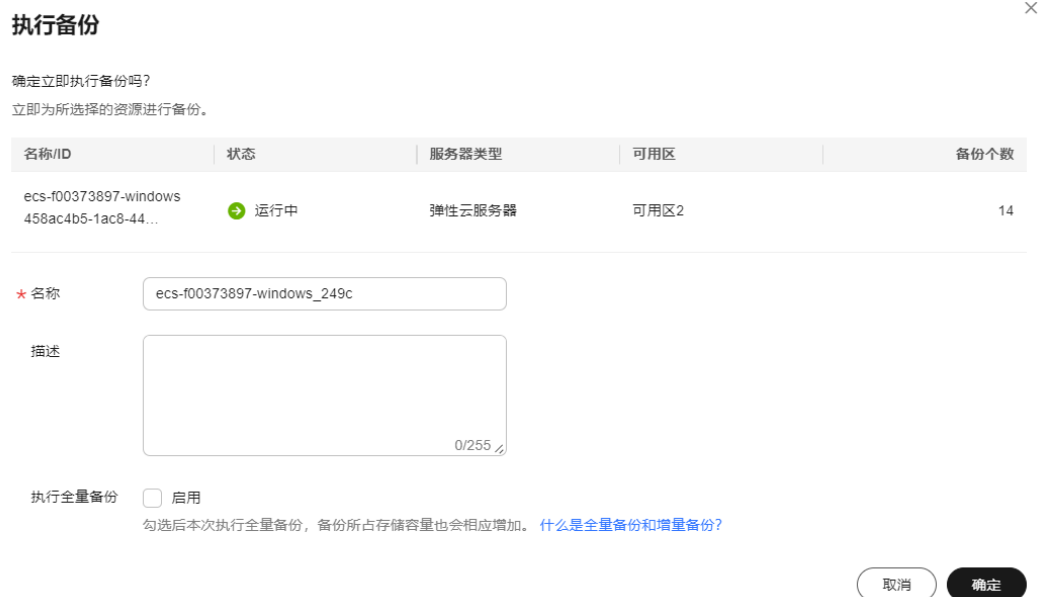 执行备份
确定立即执行备份吗？
立即为所选择的资源进行备份。
名称/ID 状态 服务器类型 可用区 备份个数
ecs-f00373897-windows
458ac4b5-1ac8-44... 运行中 弹性云服务器 可用区2 14
* 名称 ecs-f00373897-windows_249c
描述
0/255
执行全量备份 启用
勾选后本次执行全量备份，备份所占存储容量也会相应增加。 什么是全量备份和增量备份？
取消 确定